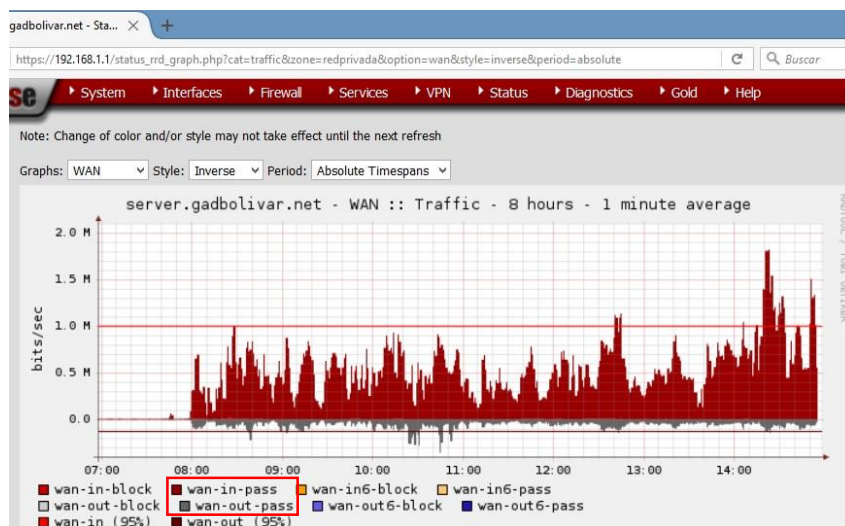 gadbolivar.net - Sta...
https://192.168.1.1/status_rrd_graph.php?cat=traffic&zone=redprivada&option=wan&style=inverse&period=absolute
Buscar
se System Interfaces Firewall Services VPN Status Diagnostics Gold Help
Note: Change of color and/or style may not take effect until the next refresh
Graphs: WAN Style: Inverse Period: Absolute Timespans
server.gadbolivar.net - WAN :: Traffic - 8 hours - 1 minute average
2.0 M
1.5 M
1.0 M
0.5 M
0.0
bits/sec
07:00 08:00 09:00 10:00 11:00 12:00 13:00 14:00
wan-in-block wan-in-pass wan-in6-block wan-in6-pass
wan-out-block wan-out-pass wan-out6-block wan-out6-pass
wan-in (95%) wan-out (95%)